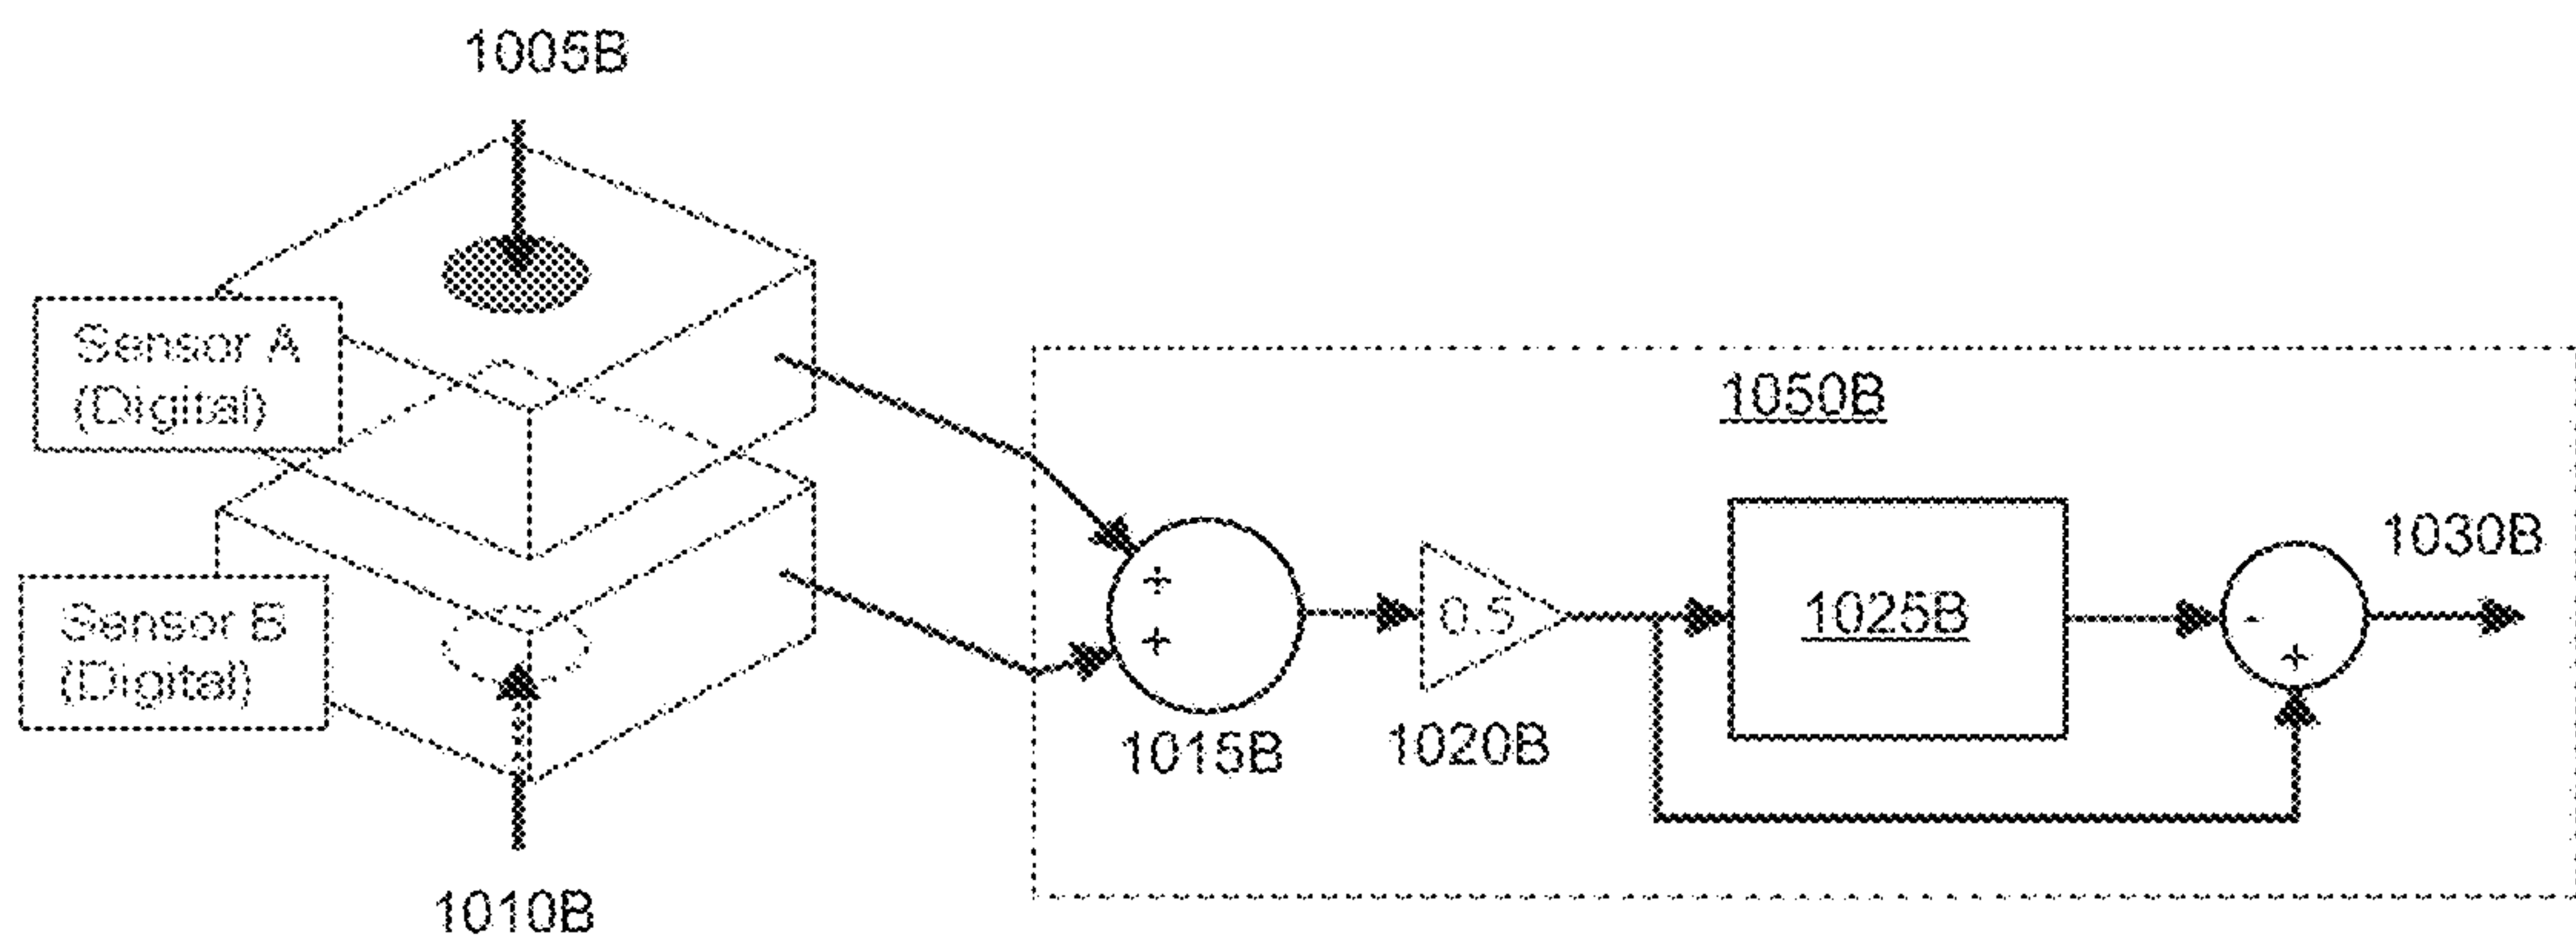 1005B
Sensor A
(Digital)
1050B
1030B
+
+
0.5
1025B
-
+
Sensor B
(Digital)
1015B
1020B
1010B